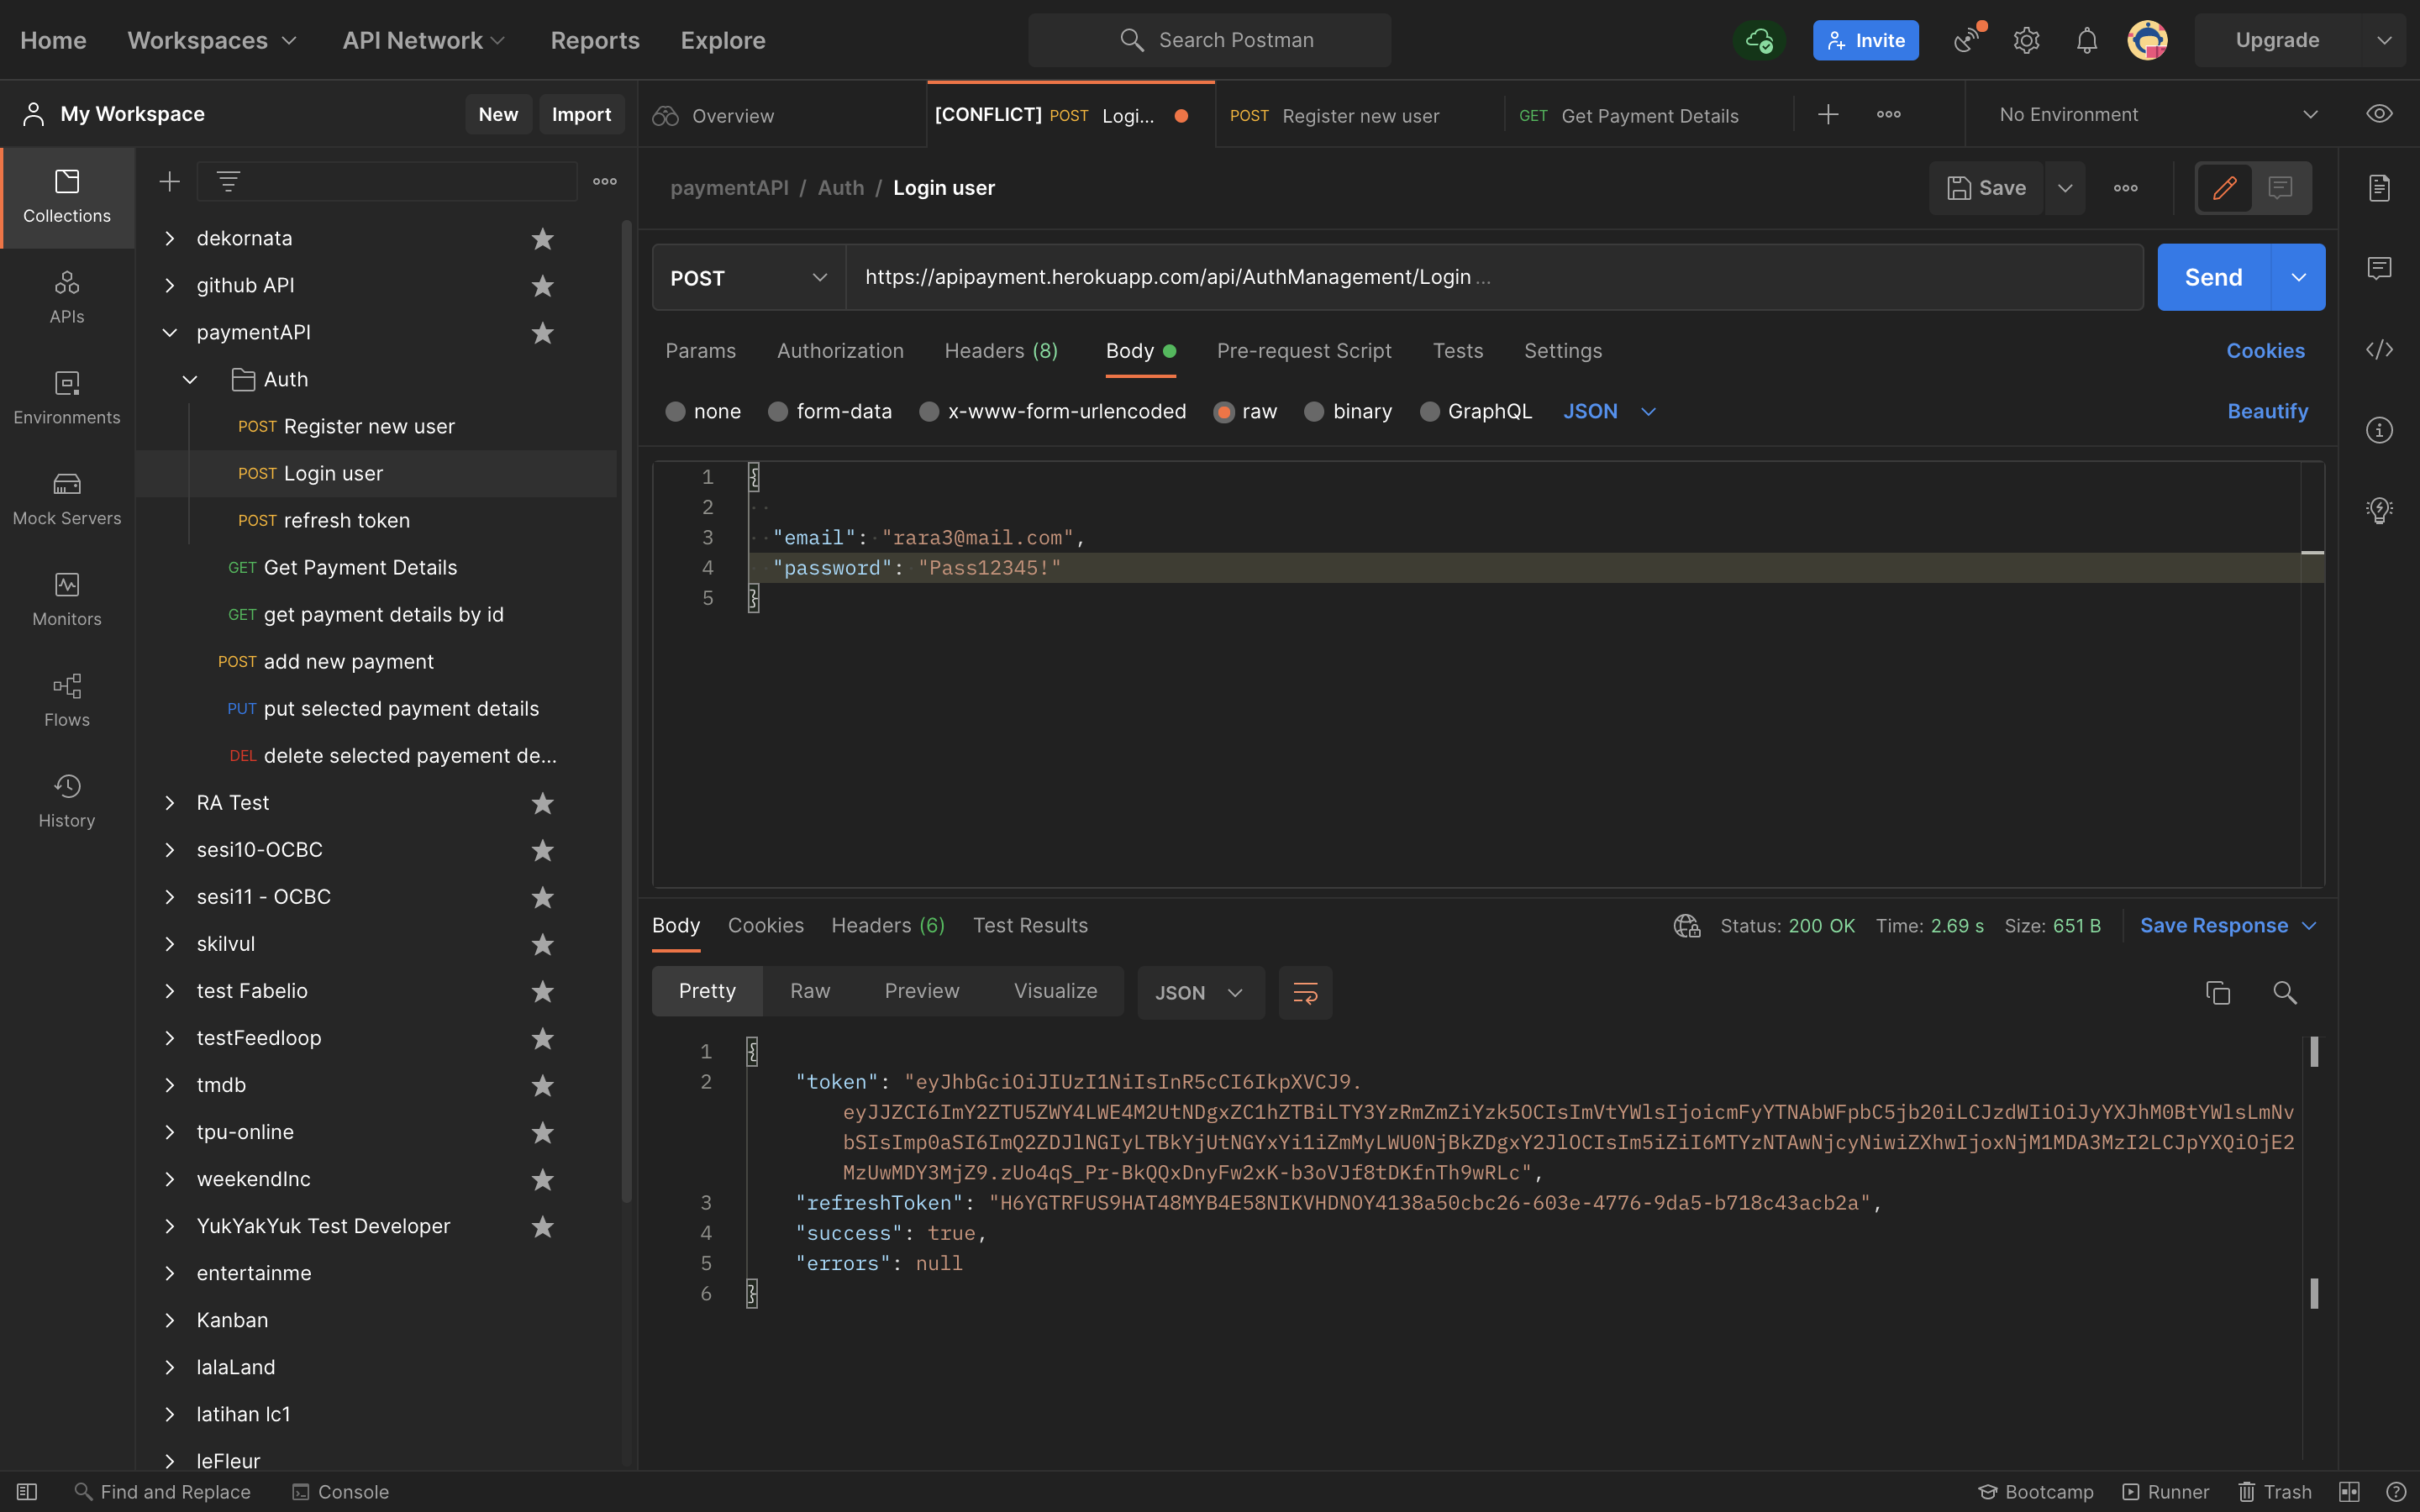 Home Workspaces API Network Reports Explore Search Postman Invite Upgrade
My Workspace New Import
Overview [CONFLICT] POST Logi... POST Register new user GET Get Payment Details No Environment
Collections
APIs
Environments
Mock Servers
Monitors
Flows
History
dekornata
github API
paymentAPI
Auth
POST Register new user
POST Login user
POST refresh token
GET Get Payment Details
GET get payment details by id
POST add new payment
PUT put selected payment details
DEL delete selected payement de...
RA Test
sesi10-OCBC
sesi11 - OCBC
skilvul
test Fabelio
testFeedloop
tmdb
tpu-online
weekendInc
YukYakYuk Test Developer
entertainme
Kanban
lalaLand
latihan lc1
leFleur
paymentAPI / Auth / Login user Save
POST https://apipayment.herokuapp.com/api/AuthManagement/Login ... Send
Params Authorization Headers (8) Body Pre-request Script Tests Settings Cookies
none form-data x-www-form-urlencoded raw binary GraphQL JSON Beautify
1 {
2
3 "email": "rara3@mail.com",
4 "password": "Pass12345!"
5 }
Body Cookies Headers (6) Test Results Status: 200 OK Time: 2.69 s Size: 651 B Save Response
Pretty Raw Preview Visualize JSON
1 {
2 "token": "eyJhbGciOiJIUzI1NiIsInR5cCI6IkpXVCJ9.
eyJJZCI6ImY2ZTU5ZWY4LWE4M2UtNDgxZC1hZTBiLTY3YzRmZmZiYzk5OCIsImVtYWlsIjoicmFyYTNAbWFpbC5jb20iLCJzdWIiOiJyYXJhM0BtYWlsLmNv
bSIsImp0aSI6ImQ2ZDJlNGIyLTBkYjUtNGYxYi1iZmMyLWU0NjBkZDgxY2JlOCIsIm5iZiI6MTYzNTAwNjcyNiwiZXhwIjoxNjM1MDA3MzI2LCJpYXQiOjE2
MzUwMDY3MjZ9.zUo4qS_Pr-BkQQxDnyFw2xK-b3oVJf8tDKfnTh9wRLc",
3 "refreshToken": "H6YGTRFUS9HAT48MYB4E58NIKVHDNOY4138a50cbc26-603e-4776-9da5-b718c43acb2a",
4 "success": true,
5 "errors": null
6 }
Find and Replace Console Bootcamp Runner Trash